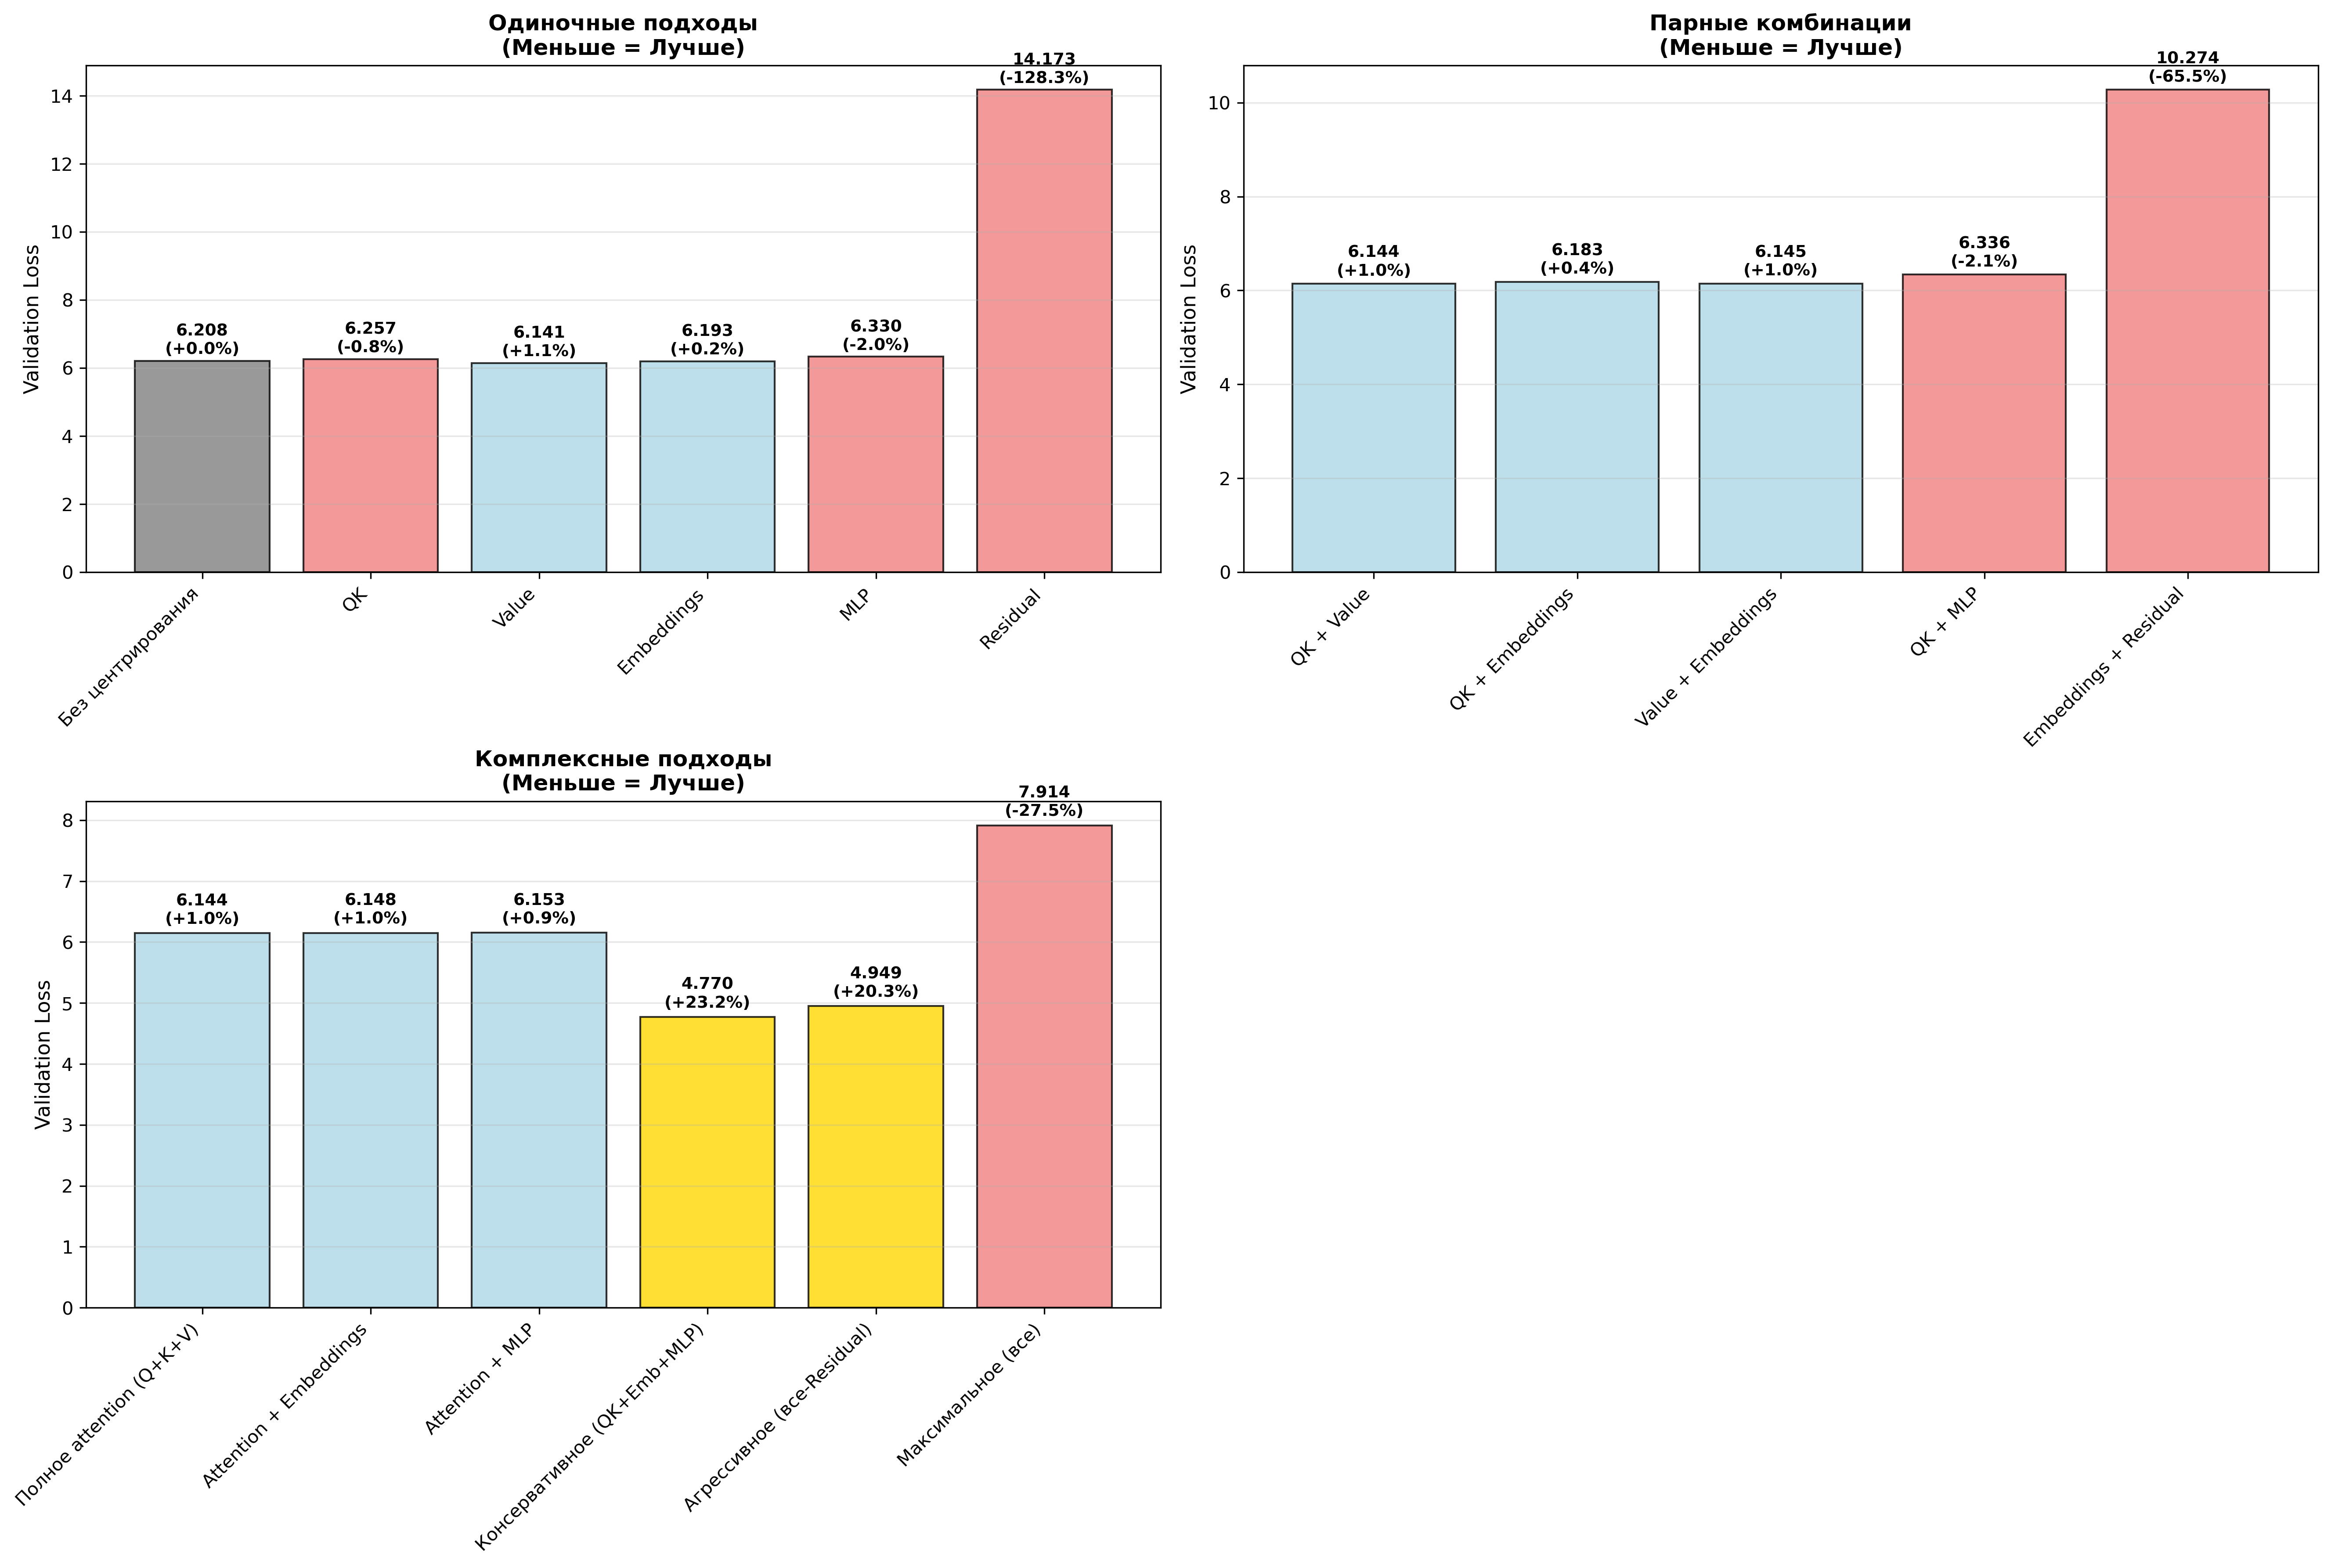 Одиночные подходы
(Меньше = Лучше)
Validation Loss
14
12
10
8
6
4
2
0
6.208
(+0.0%)
6.257
(-0.8%)
6.141
(+1.1%)
6.193
(+0.2%)
6.330
(-2.0%)
14.173
(-128.3%)
Без центрирования
QK
Value
Embeddings
MLP
Residual
Парные комбинации
(Меньше = Лучше)
Validation Loss
10
8
6
4
2
0
6.144
(+1.0%)
6.183
(+0.4%)
6.145
(+1.0%)
6.336
(-2.1%)
10.274
(-65.5%)
QK + Value
QK + Embeddings
Value + Embeddings
QK + MLP
Embeddings + Residual
Комплексные подходы
(Меньше = Лучше)
Validation Loss
8
7
6
5
4
3
2
1
0
6.144
(+1.0%)
6.148
(+1.0%)
6.153
(+0.9%)
4.770
(+23.2%)
4.949
(+20.3%)
7.914
(-27.5%)
Полное attention (Q+K+V)
Attention + Embeddings
Attention + MLP
Консервативное (QK+Emb+MLP)
Агрессивное (все-Residual)
Максимальное (все)